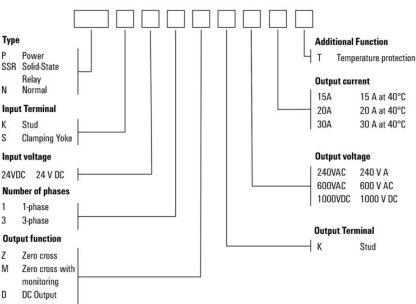 Type
P Power
SSR Solid-State
Relay
N Normal
Input Terminal
K Stud
S Clamping Yoke
Input voltage
24VDC 24 V DC
Number of phases
1 1-phase
3 3-phase
Output function
Z Zero cross
M Zero cross with
monitoring
D DC Output
Additional Function
T Temperature protection
Output current
15A 15 A at 40°C
20A 20 A at 40°C
30A 30 A at 40°C
Output voltage
240VAC 240 V A
600VAC 600 V AC
1000VDC 1000 V DC
Output Terminal
K Stud